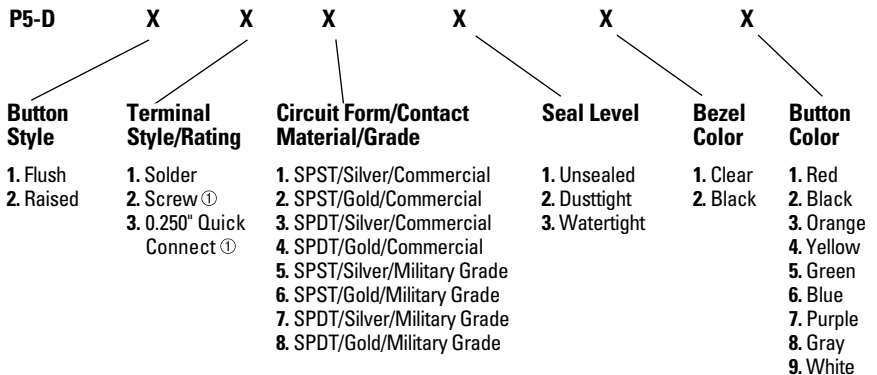 P5-D X X X X X X
Button
Style
1. Flush
2. Raised
Terminal
Style/Rating
1. Solder
2. Screw ①
3. 0.250" Quick
Connect ①
Circuit Form/Contact
Material/Grade
1. SPST/Silver/Commercial
2. SPST/Gold/Commercial
3. SPDT/Silver/Commercial
4. SPDT/Gold/Commercial
5. SPST/Silver/Military Grade
6. SPST/Gold/Military Grade
7. SPDT/Silver/Military Grade
8. SPDT/Gold/Military Grade
Seal Level
1. Unsealed
2. Dusttight
3. Watertight
Bezel
Color
1. Clear
2. Black
Button
Color
1. Red
2. Black
3. Orange
4. Yellow
5. Green
6. Blue
7. Purple
8. Gray
9. White